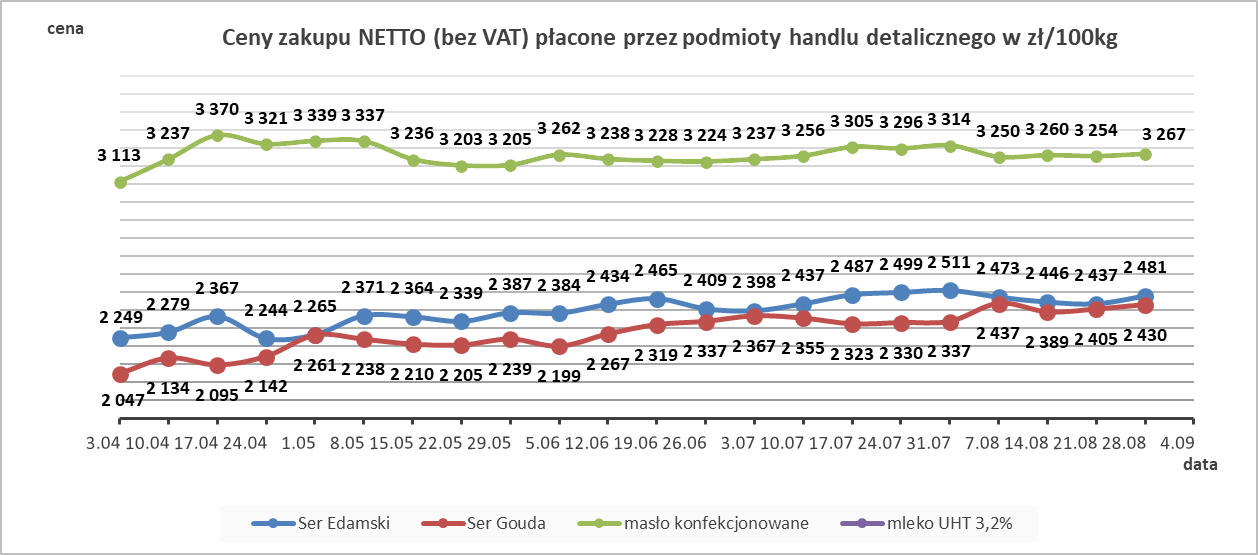 cena
Ceny zakupu NETTO (bez VAT) płacone przez podmioty handlu detalicznego w zł/100kg
3 113 3 237 3 370 3 321 3 339 3 337 3 236 3 203 3 205 3 262 3 238 3 228 3 224 3 237 3 256 3 305 3 296 3 314 3 250 3 260 3 254 3 267
2 249 2 279 2 367 2 244 2 265 2 371 2 364 2 339 2 387 2 384 2 434 2 465 2 409 2 398 2 437 2 487 2 499 2 511 2 473 2 446 2 437 2 481
2 047 2 134 2 095 2 142 2 261 2 238 2 210 2 205 2 239 2 199 2 267 2 319 2 337 2 367 2 355 2 323 2 330 2 337 2 437 2 389 2 405 2 430
3.04 10.04 17.04 24.04 1.05 8.05 15.05 22.05 29.05 5.06 12.06 19.06 26.06 3.07 10.07 17.07 24.07 31.07 7.08 14.08 21.08 28.08 4.09
data
Ser Edamski Ser Gouda masło konfekcjonowane mleko UHT 3,2%